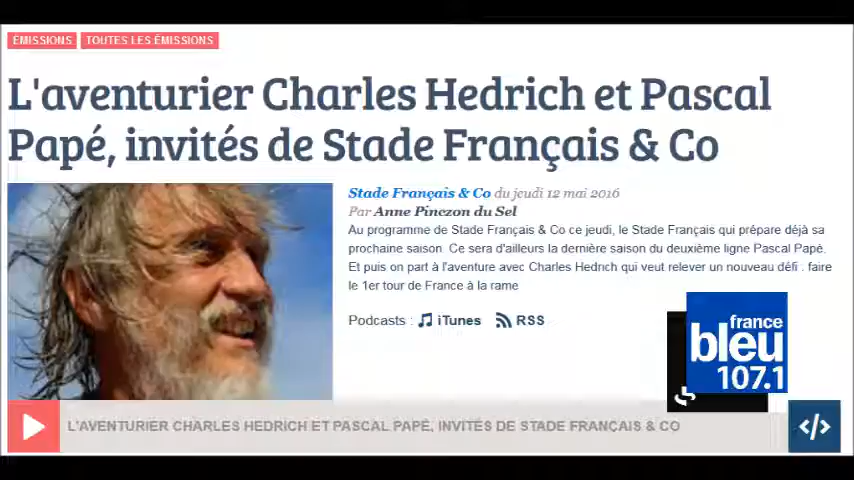 ÉMISSIONS TOUTES LES ÉMISSIONS
L'aventurier Charles Hedrich et Pascal
Papé, invités de Stade Français & Co
Stade Français & Co du jeudi 12 mai 2016
Par Anne Pinczon du Sel
Au programme de Stade Français & Co ce jeudi, le Stade Français qui prépare déjà sa
prochaine saison. Ce sera d'ailleurs la dernière saison du deuxième ligne Pascal Papé.
Et puis on part à l'aventure avec Charles Hedrich qui veut relever un nouveau défi : faire
le 1er tour de France à la rame
Podcasts : iTunes RSS
france
bleu
107.1
L'AVENTURIER CHARLES HEDRICH ET PASCAL PAPÉ, INVITÉS DE STADE FRANÇAIS & CO